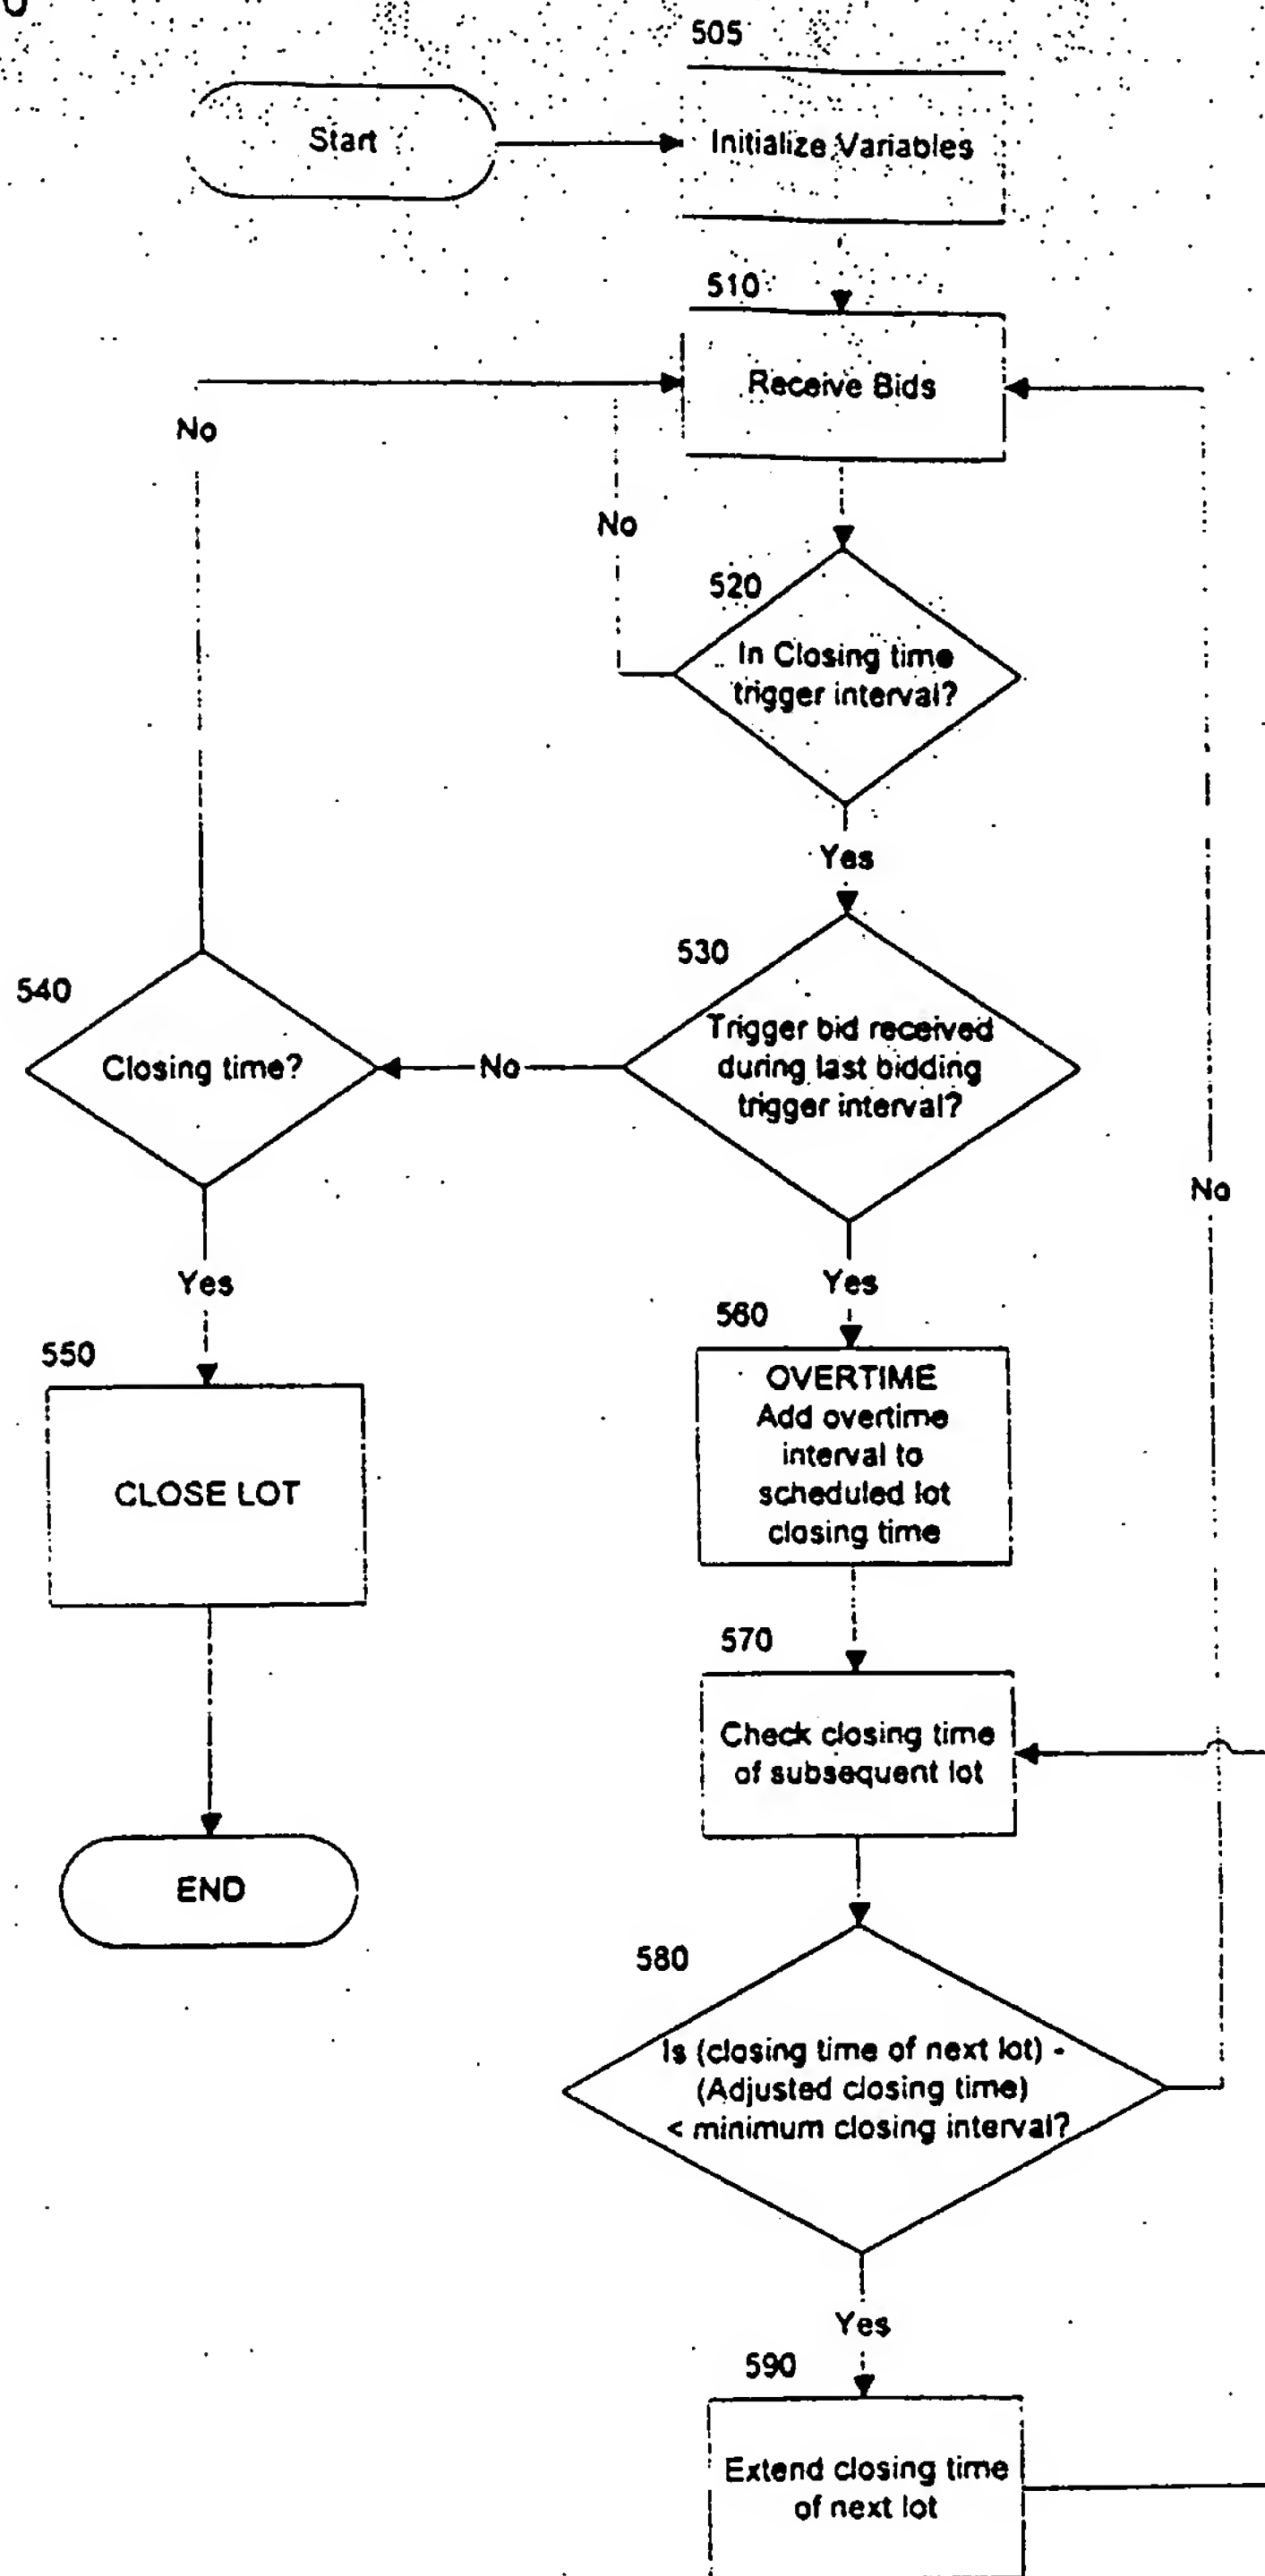 505
Start
Initialize Variables
510
Receive Bids
No
No
520
In Closing time
trigger interval?
Yes
530
540
Trigger bid received
during last bidding
trigger interval?
Closing time?
No
No
Yes
Yes
560
550
OVERTIME
Add overtime
interval to
scheduled lot
closing time
CLOSE LOT
570
Check closing time
of subsequent lot
END
580
Is (closing time of next lot) -
(Adjusted closing time)
< minimum closing interval?
Yes
590
Extend closing time
of next lot